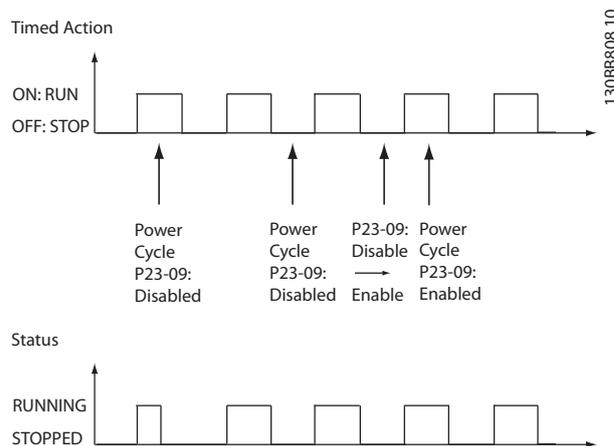 Timed Action
130BB808.10
ON: RUN
OFF: STOP
Power
Cycle
P23-09:
Disabled
Power
Cycle
P23-09:
Disabled
P23-09:
Disable
Enable
Power
Cycle
P23-09:
Enabled
Status
RUNNING
STOPPED